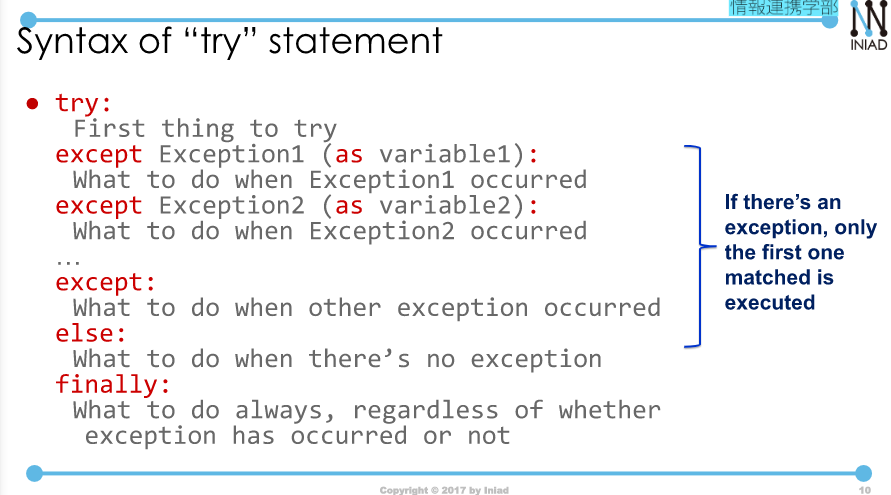 情報連携学部
INIAD
Syntax of “try” statement
● try:
First thing to try
except Exception1 (as variable1):
What to do when Exception1 occurred
except Exception2 (as variable2):
What to do when Exception2 occurred
…
except:
What to do when other exception occurred
else:
What to do when there’s no exception
finally:
What to do always, regardless of whether
exception has occurred or not
If there’s an
exception, only
the first one
matched is
executed
Copyright © 2017 by Iniad
10